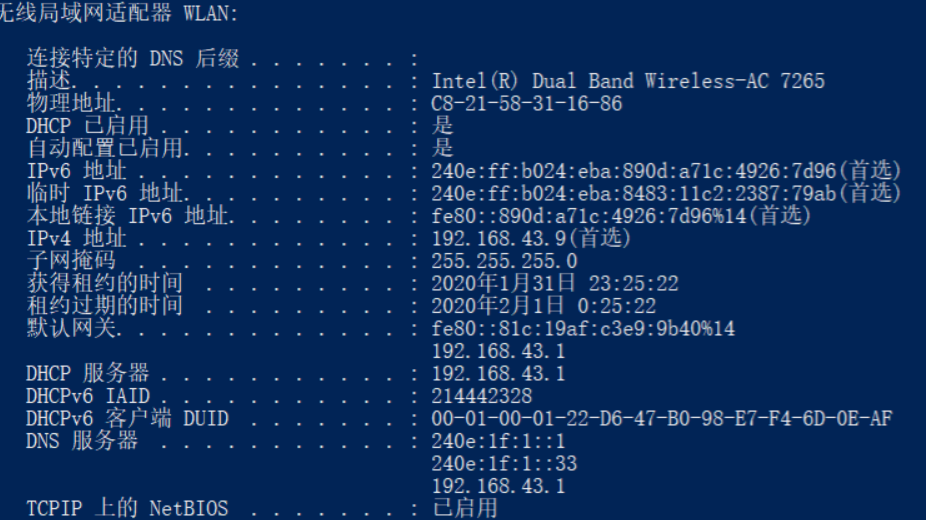 无线局域网适配器 WLAN:
连接特定的 DNS 后缀 . . . . . . . :
描述. . . . . . . . . . . . . . . : Intel(R) Dual Band Wireless-AC 7265
物理地址. . . . . . . . . . . . . : C8-21-58-31-16-86
DHCP 已启用 . . . . . . . . . . . : 是
自动配置已启用. . . . . . . . . . : 是
IPv6 地址 . . . . . . . . . . . . : 240e:ff:b024:eba:890d:a71c:4926:7d96(首选)
临时 IPv6 地址. . . . . . . . . . : 240e:ff:b024:eba:8483:11c2:2387:79ab(首选)
本地链接 IPv6 地址. . . . . . . . : fe80::890d:a71c:4926:7d96%14(首选)
IPv4 地址 . . . . . . . . . . . . : 192.168.43.9(首选)
子网掩码  . . . . . . . . . . . . : 255.255.255.0
获得租约的时间  . . . . . . . . . : 2020年1月31日 23:25:22
租约过期的时间  . . . . . . . . . : 2020年2月1日 0:25:22
默认网关. . . . . . . . . . . . . : fe80::81c:19af:c3e9:9b40%14
192.168.43.1
DHCP 服务器 . . . . . . . . . . . : 192.168.43.1
DHCPv6 IAID . . . . . . . . . . . : 214442328
DHCPv6 客户端 DUID  . . . . . . . : 00-01-00-01-22-D6-47-B0-98-E7-F4-6D-0E-AF
DNS 服务器  . . . . . . . . . . . : 240e:1f:1::1
240e:1f:1::33
192.168.43.1
TCPIP 上的 NetBIOS  . . . . . . . : 已启用